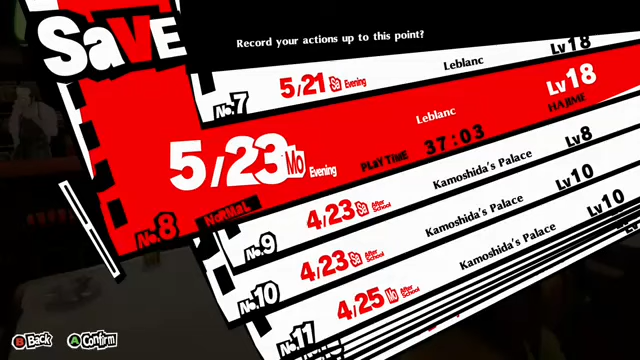 SaVE
Record your actions up to this point?
No.7 5/21 Sa Evening Leblanc Lv18
No.8 5/23 Mo Evening Leblanc Lv18
NORMAL PLAY TIME 37:03 HAJIME
No.9 4/23 Sa After School Kamoshida's Palace Lv8
No.10 4/23 Sa After School Kamoshida's Palace Lv10
No.11 4/25 Mo After School Kamoshida's Palace Lv10
B Back A Confirm